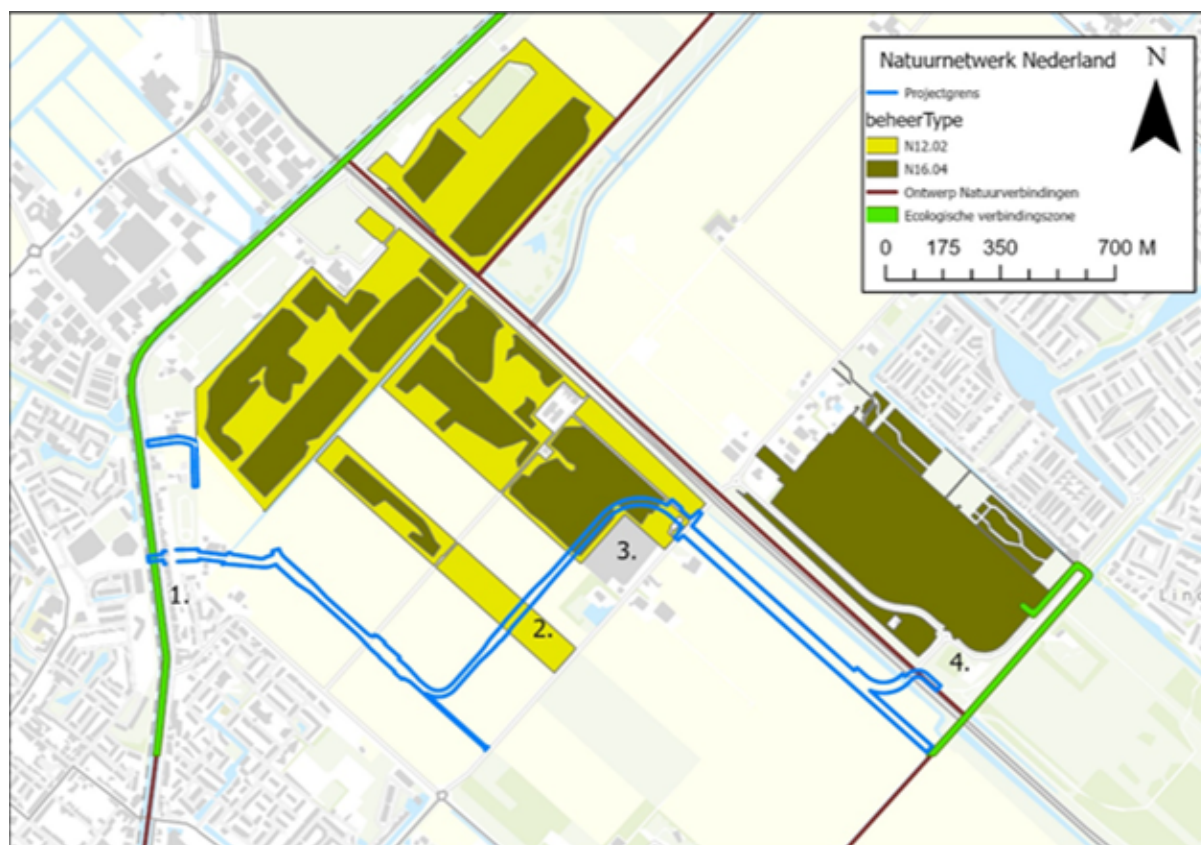 Natuurnetwerk Nederland
N
Projectgrens
beheerType
N12.02
N16.04
Ontwerp Natuurverbindingen
Ecologische verbindingszone
0 175 350 700 M
3.
1.
2.
4.
Lind